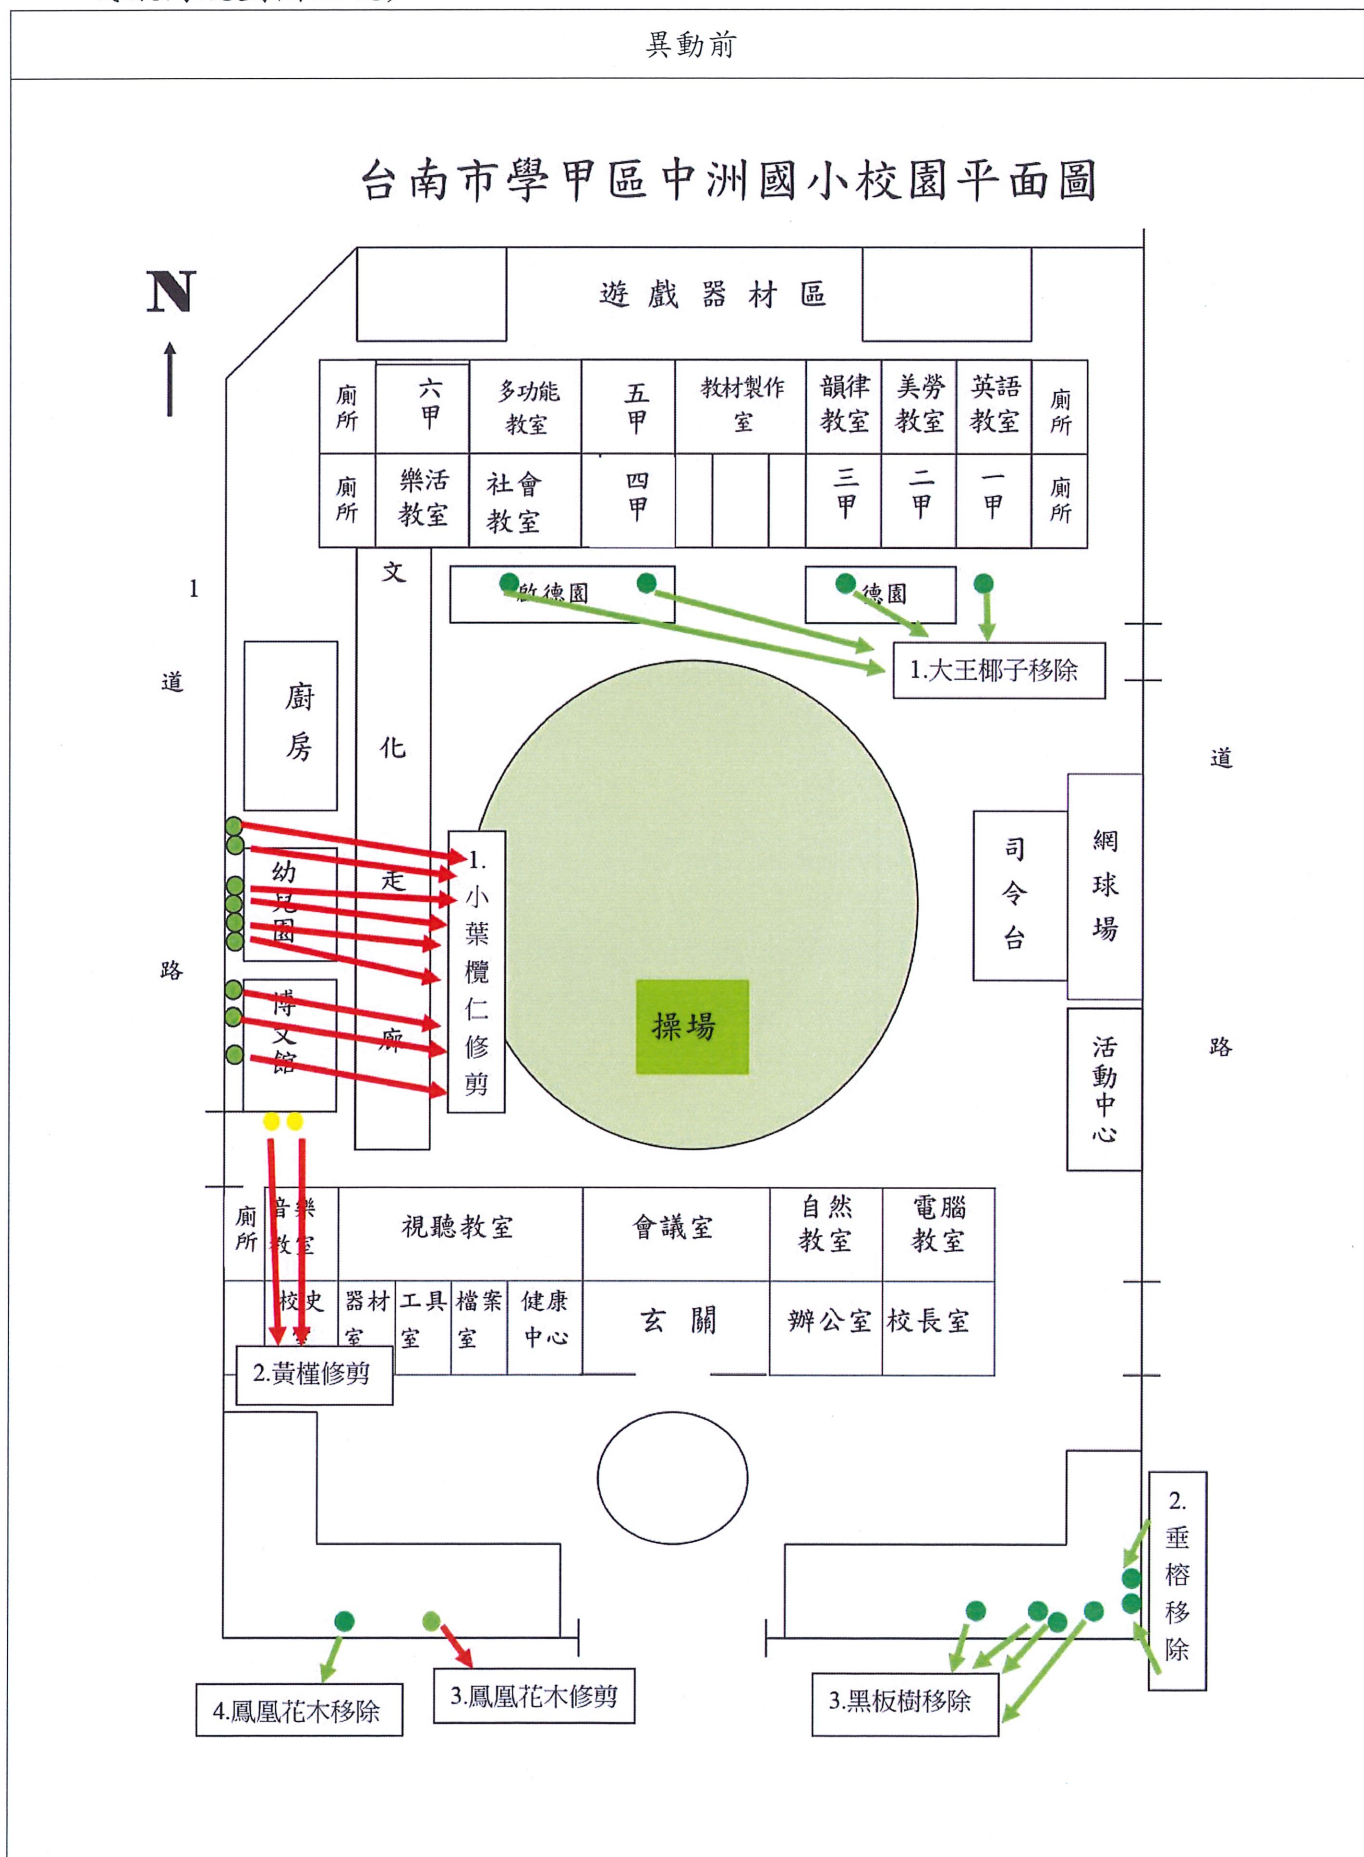 異動前
台南市學甲區中洲國小校園平面圖
N
遊戲器材區
廁所
六甲
多功能教室
五甲
教材製作室
韻律教室
美勞教室
英語教室
廁所
廁所
樂活教室
社會教室
四甲
三甲
二甲
一甲
廁所
文化走廊
啟德園
德園
1.大王椰子移除
1
道
路
廚房
幼兒園
博文館
1.小葉欖仁修剪
操場
司令台
網球場
活動中心
道
路
廁所
音樂教室
視聽教室
會議室
自然教室
電腦教室
校史室
器材室
工具室
檔案室
健康中心
玄關
辦公室
校長室
2.黃槿修剪
2.垂榕移除
4.鳳凰花木移除
3.鳳凰花木修剪
3.黑板樹移除